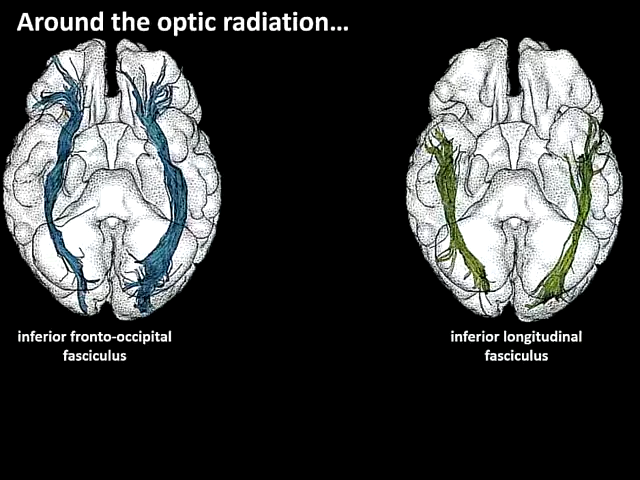 Around the optic radiation...
inferior fronto-occipital
fasciculus
inferior longitudinal
fasciculus